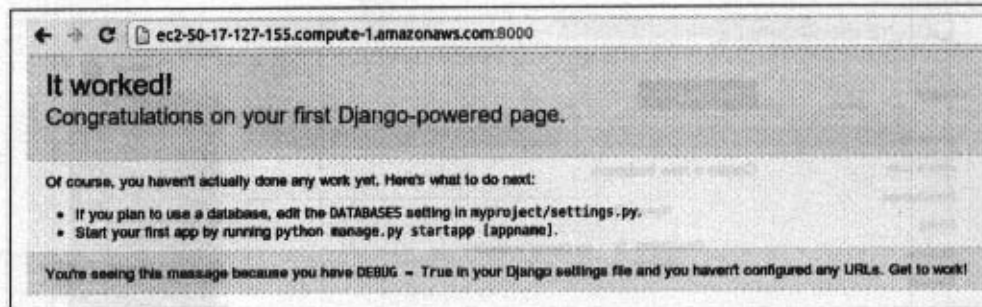 ec2-50-17-127-155.compute-1.amazonaws.com:8000
It worked!
Congratulations on your first Django-powered page.
Of course, you haven't actually done any work yet. Here's what to do next:
• If you plan to use a database, edit the DATABASES setting in myproject/settings.py.
• Start your first app by running python manage.py startapp [appname].
You're seeing this message because you have DEBUG = True in your Django settings file and you haven't configured any URLs. Get to work!